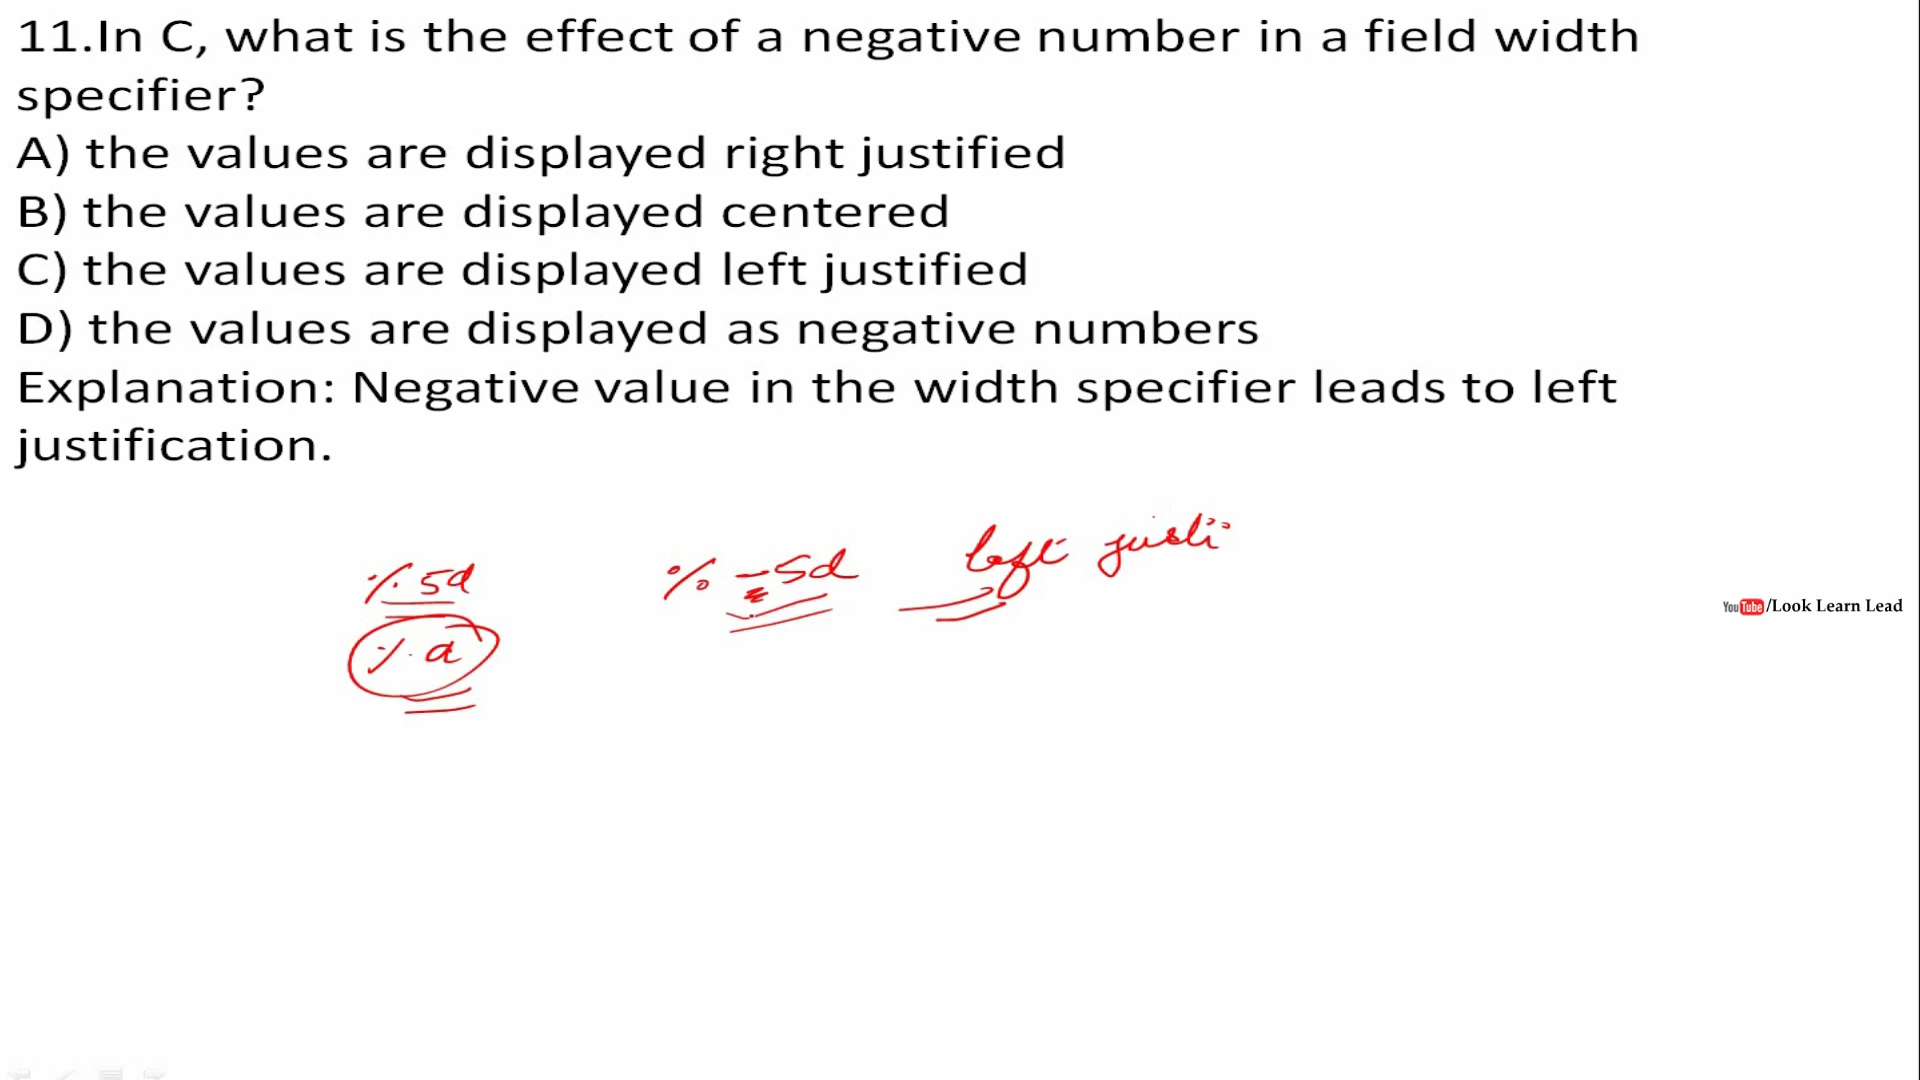 11.In C, what is the effect of a negative number in a field width
specifier?
A) the values are displayed right justified
B) the values are displayed centered
C) the values are displayed left justified
D) the values are displayed as negative numbers
Explanation: Negative value in the width specifier leads to left
justification.
% 5d % -5d left justi
YouTube/Look Learn Lead
% d